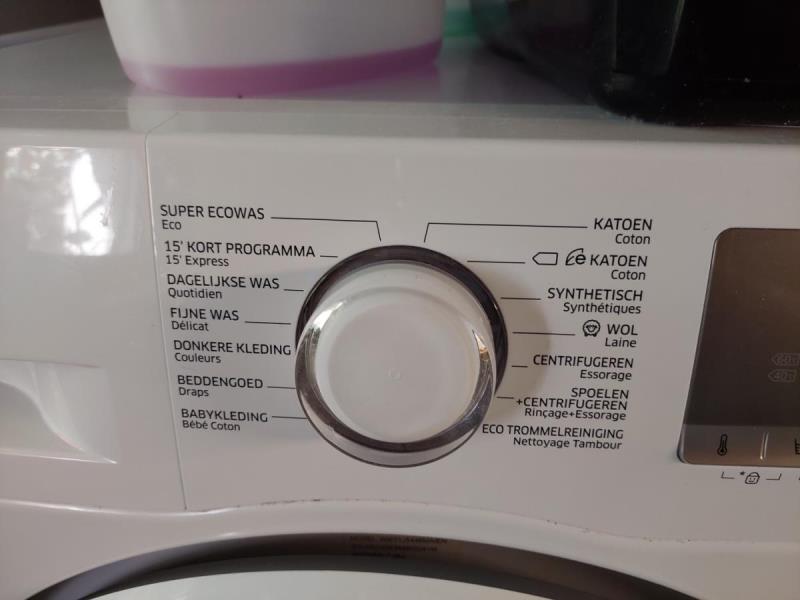 SUPER ECOWAS
Eco
15' KORT PROGRAMMA
15' Express
DAGELIJKSE WAS
Quotidien
FIJNE WAS
Délicat
DONKERE KLEDING
Couleurs
BEDDENGOED
Draps
BABYKLEDING
Bébé Coton
KATOEN
Coton
e KATOEN
Coton
SYNTHETISCH
Synthétiques
WOL
Laine
CENTRIFUGEREN
Essorage
SPOELEN
+CENTRIFUGEREN
Rinçage+Essorage
ECO TROMMELREINIGING
Nettoyage Tambour
60°
40°